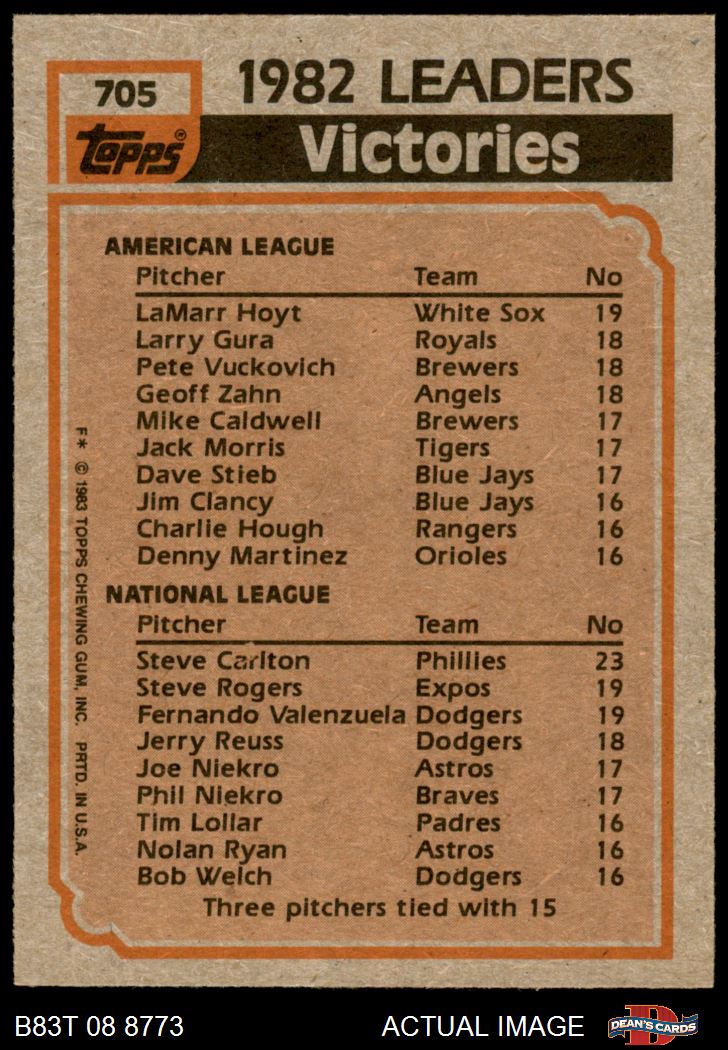 705
1982 LEADERS
Topps®
Victories
AMERICAN LEAGUE
Pitcher Team No
LaMarr Hoyt White Sox 19
Larry Gura Royals 18
Pete Vuckovich Brewers 18
Geoff Zahn Angels 18
Mike Caldwell Brewers 17
Jack Morris Tigers 17
Dave Stieb Blue Jays 17
Jim Clancy Blue Jays 16
Charlie Hough Rangers 16
Denny Martinez Orioles 16
NATIONAL LEAGUE
Pitcher Team No
Steve Carlton Phillies 23
Steve Rogers Expos 19
Fernando Valenzuela Dodgers 19
Jerry Reuss Dodgers 18
Joe Niekro Astros 17
Phil Niekro Braves 17
Tim Lollar Padres 16
Nolan Ryan Astros 16
Bob Welch Dodgers 16
Three pitchers tied with 15
F* © 1983 TOPPS CHEWING GUM, INC. PRTD. IN U.S.A.
B83T 08 8773
ACTUAL IMAGE
D
DEAN'S CARDS